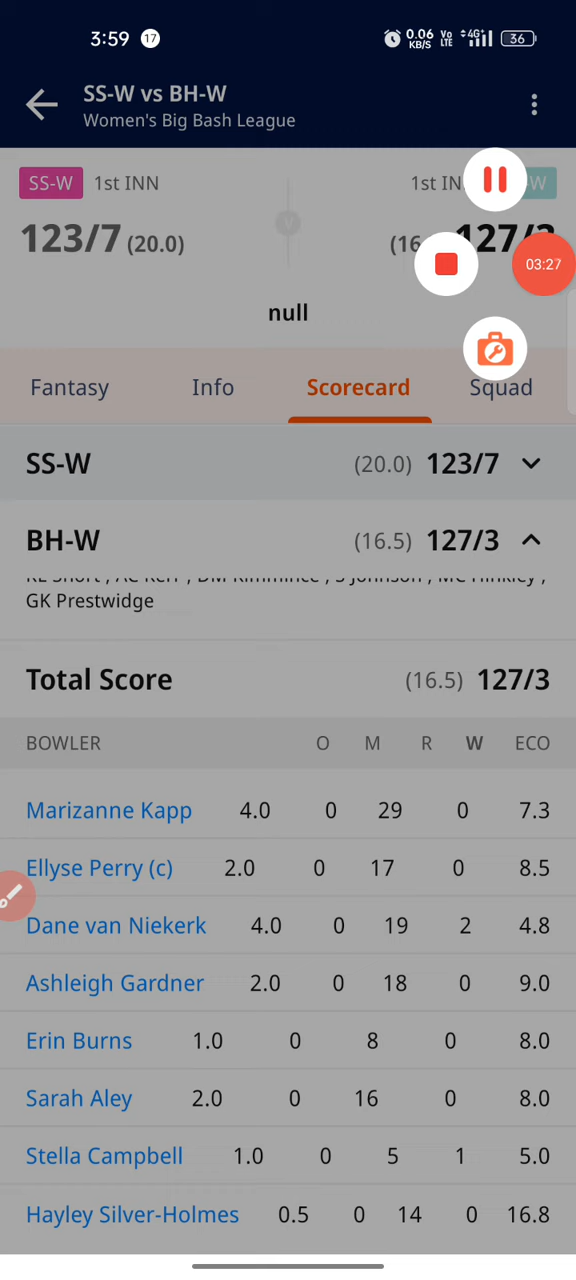 3:59 17 0.06 KB/S Vo LTE 4G+ 36
SS-W vs BH-W
Women's Big Bash League
SS-W 1st INN 1st IN W
123/7 (20.0) V (16 127/3
03:27
null
Fantasy Info Scorecard Squad
SS-W (20.0) 123/7
BH-W (16.5) 127/3
GK Prestwidge
Total Score (16.5) 127/3
BOWLER O M R W ECO
Marizanne Kapp 4.0 0 29 0 7.3
Ellyse Perry (c) 2.0 0 17 0 8.5
Dane van Niekerk 4.0 0 19 2 4.8
Ashleigh Gardner 2.0 0 18 0 9.0
Erin Burns 1.0 0 8 0 8.0
Sarah Aley 2.0 0 16 0 8.0
Stella Campbell 1.0 0 5 1 5.0
Hayley Silver-Holmes 0.5 0 14 0 16.8